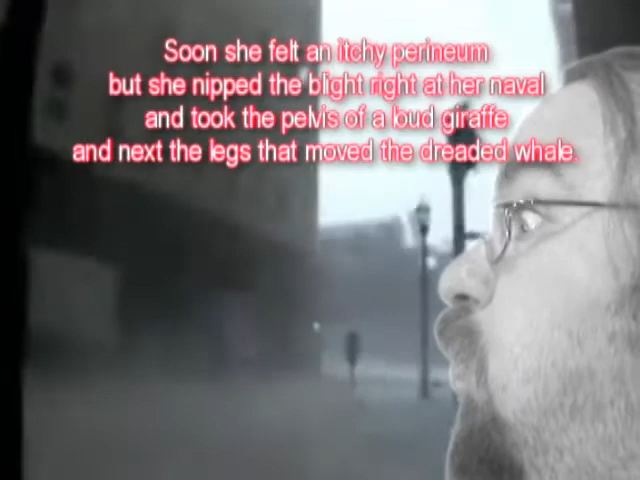 Soon she felt an itchy perineum
but she nipped the blight right at her naval
and took the pelvis of a loud giraffe
and next the legs that moved the dreaded whale.